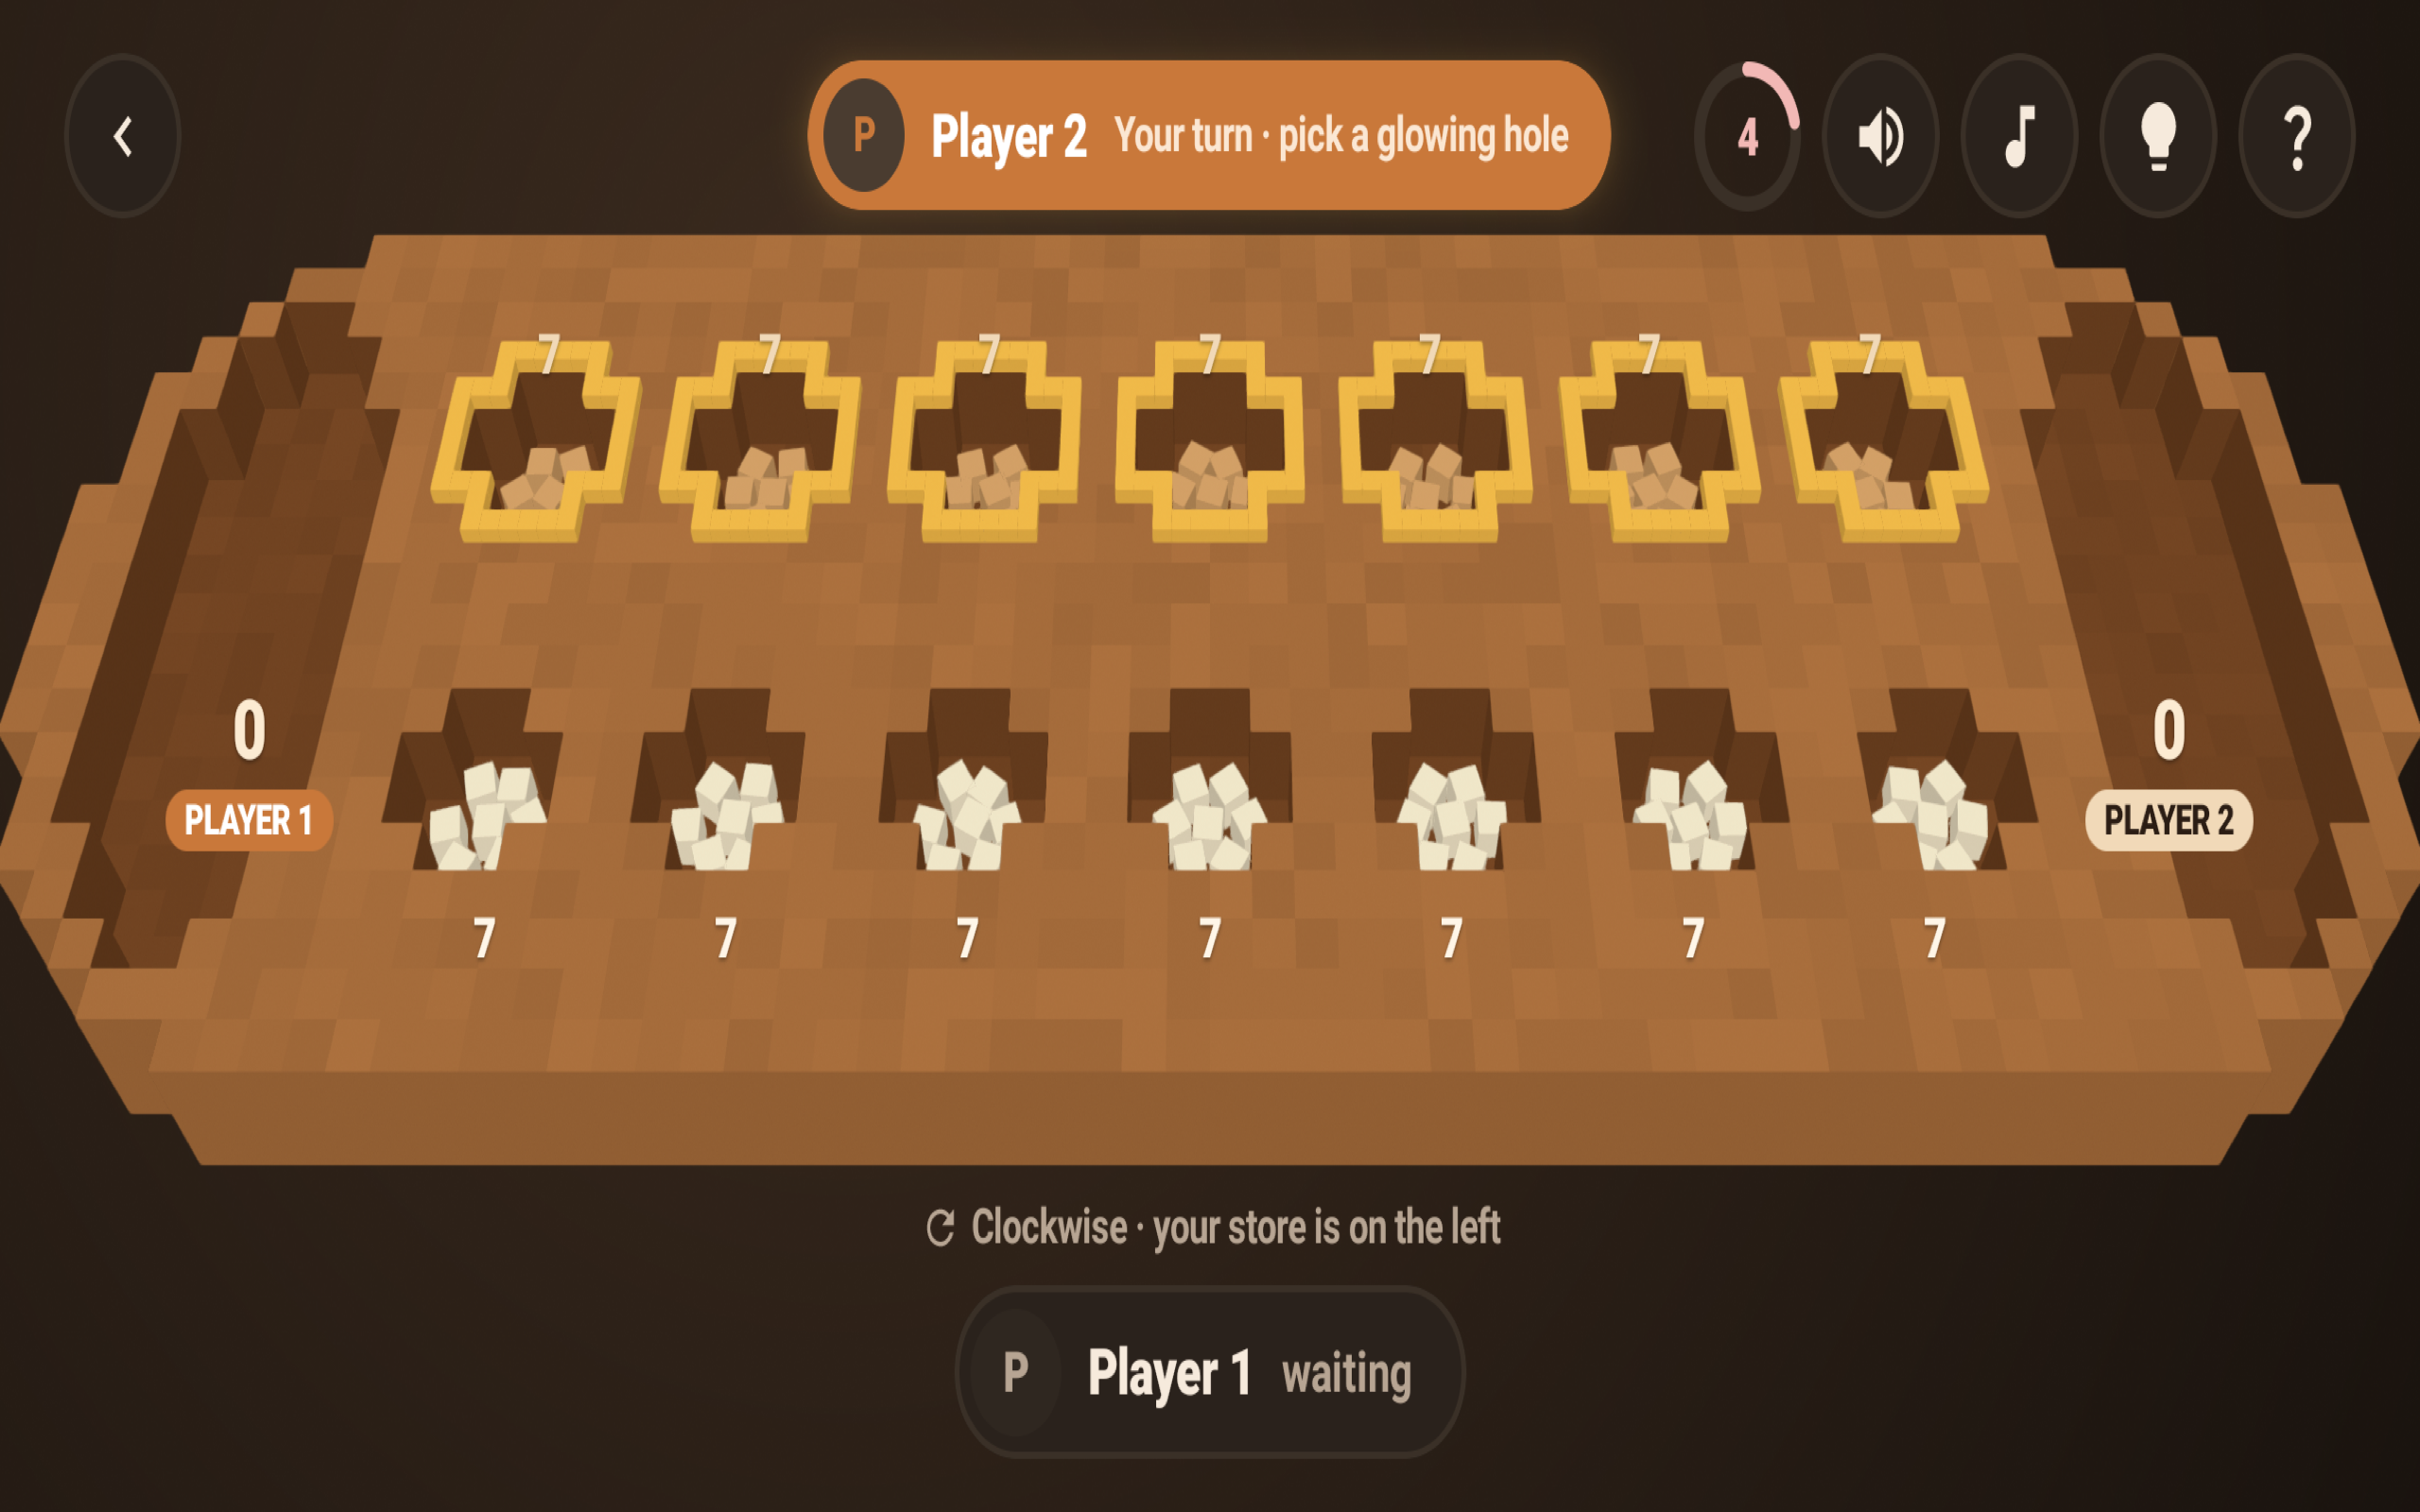 P Player 2 Your turn · pick a glowing hole 4 ?
7 7 7 7 7 7 7
0 0
PLAYER 1 PLAYER 2
7 7 7 7 7 7 7
Clockwise · your store is on the left
P Player 1 waiting